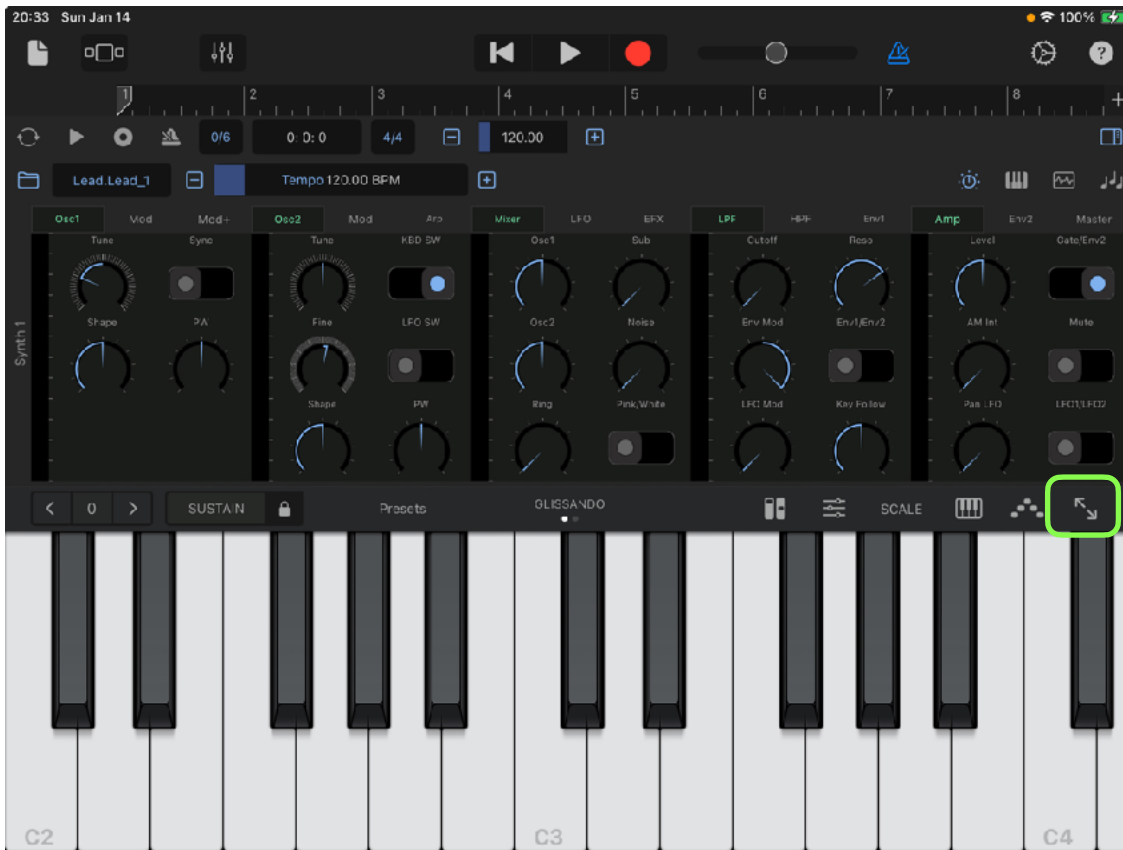 20:33 Sun Jan 14 100%
?
1 2 3 4 5 6 7 8 +
0/6 0: 0: 0 4/4 120.00
Lead.Lead_1 Tempo 120.00 BPM
Osc1 Mod Mod+ Osc2 Mod Arp Mixer LFO EFX LPF HPF Env1 Amp Env2 Master
Tune Sync Tune KBD SW Osc1 Sub Cutoff Reso Level Gate/Env2
Shape PW Fine LFO SW Osc2 Noise Env Mod Env1/Env2 AM Int Mute
Synth 1
Shape PW Ring Pink/White LFO Mod Key Follow Pan LFO LFO1/LFO2
< 0 > SUSTAIN Presets GLISSANDO SCALE
C2 C3 C4